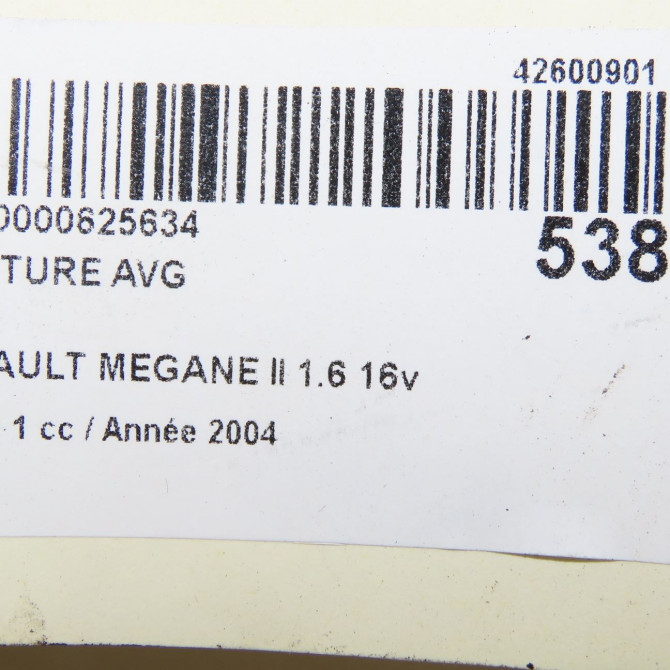 42600901
0000625634
538
TURE AVG
AULT MEGANE II 1.6 16v
1 cc / Année 2004